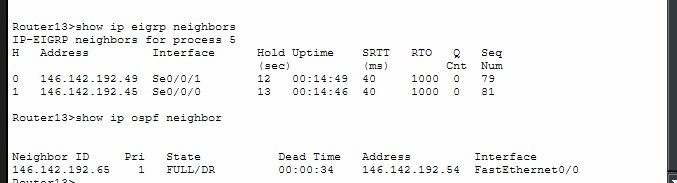 Router13>show ip eigrp neighbors
IP-EIGRP neighbors for process 5
H Address Interface Hold Uptime SRTT RTO Q Seq
(sec) (ms) Cnt Num
0 146.142.192.49 Se0/0/1 12 00:14:49 40 1000 0 79
1 146.142.192.45 Se0/0/0 13 00:14:46 40 1000 0 81
Router13>show ip ospf neighbor
Neighbor ID Pri State Dead Time Address Interface
146.142.192.65 1 FULL/DR 00:00:34 146.142.192.54 FastEthernet0/0
Router13>